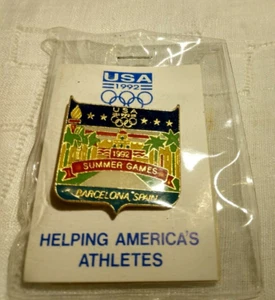 USA
1992
USA
1992
SUMMER GAMES
BARCELONA SPAIN
HELPING AMERICA'S
ATHLETES